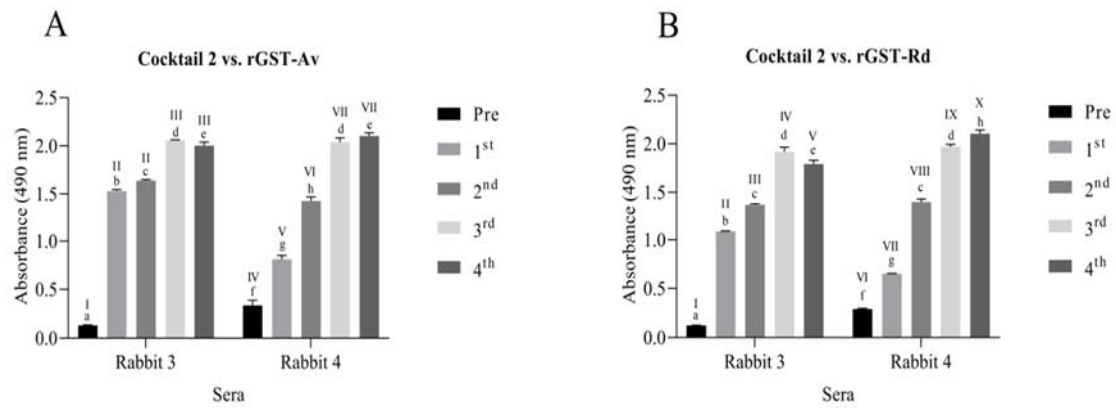 A
Cocktail 2 vs. rGST-Av
Absorbance (490 nm)
2.5
2.0
1.5
1.0
0.5
0.0
I
a
II
b
II
c
III
d
III
e
IV
f
V
g
VI
h
VII
d
VII
e
Rabbit 3
Rabbit 4
Sera
Pre
1st
2nd
3rd
4th
B
Cocktail 2 vs. rGST-Rd
Absorbance (490 nm)
2.5
2.0
1.5
1.0
0.5
0.0
I
a
II
b
III
c
IV
d
V
e
VI
f
VII
g
VIII
c
IX
d
X
h
Rabbit 3
Rabbit 4
Sera
Pre
1st
2nd
3rd
4th